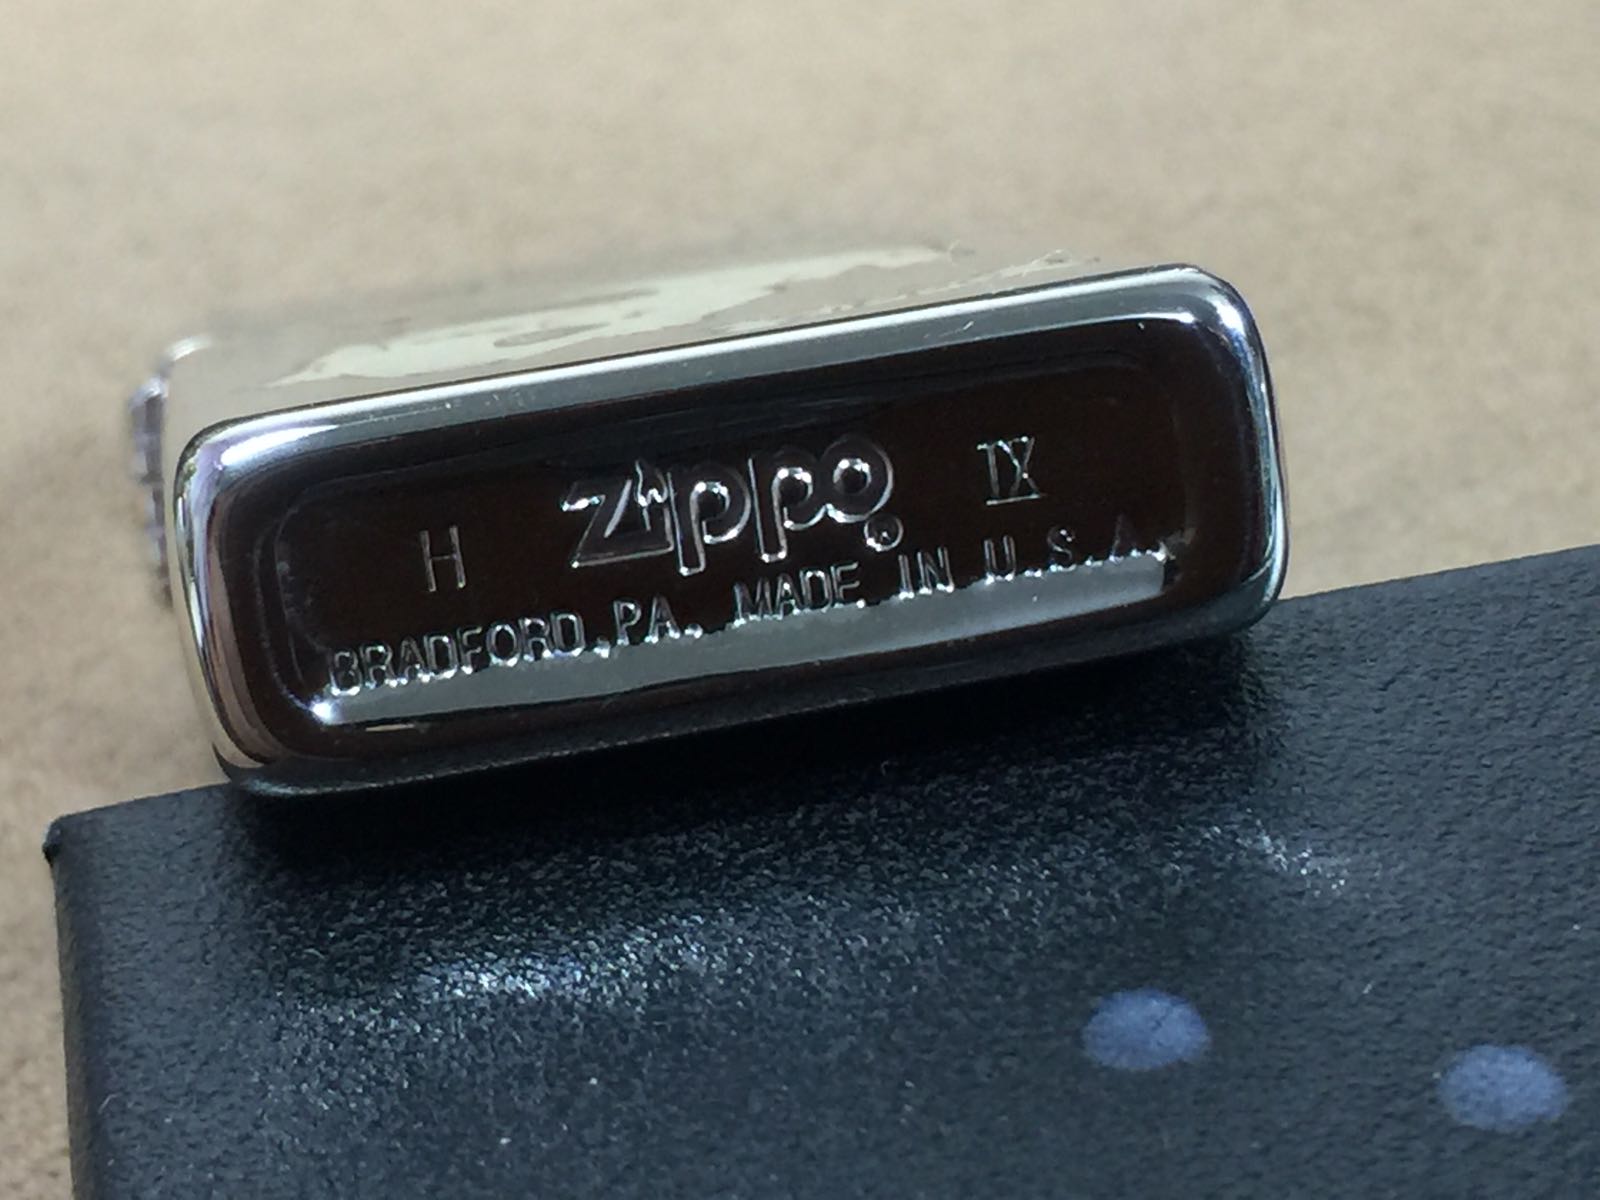 H Zippo IX
BRADFORD,PA. MADE IN U.S.A.